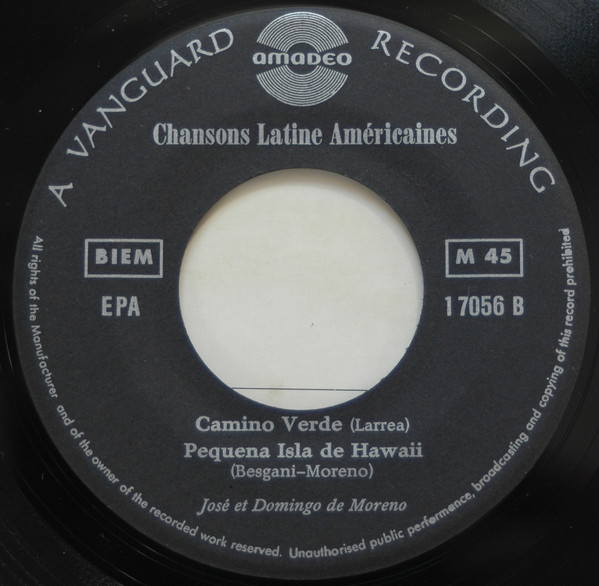 A VANGUARD RECORDING
amadeo
Chansons Latine Américaines
BIEM
M 45
EPA
17056 B
Camino Verde (Larrea)
Pequena Isla de Hawaii
(Besgani-Moreno)
José et Domingo de Moreno
All rights of the Manufacturer and of the owner of the recorded work reserved. Unauthorised public performance, broadcasting and copying of this record prohibited